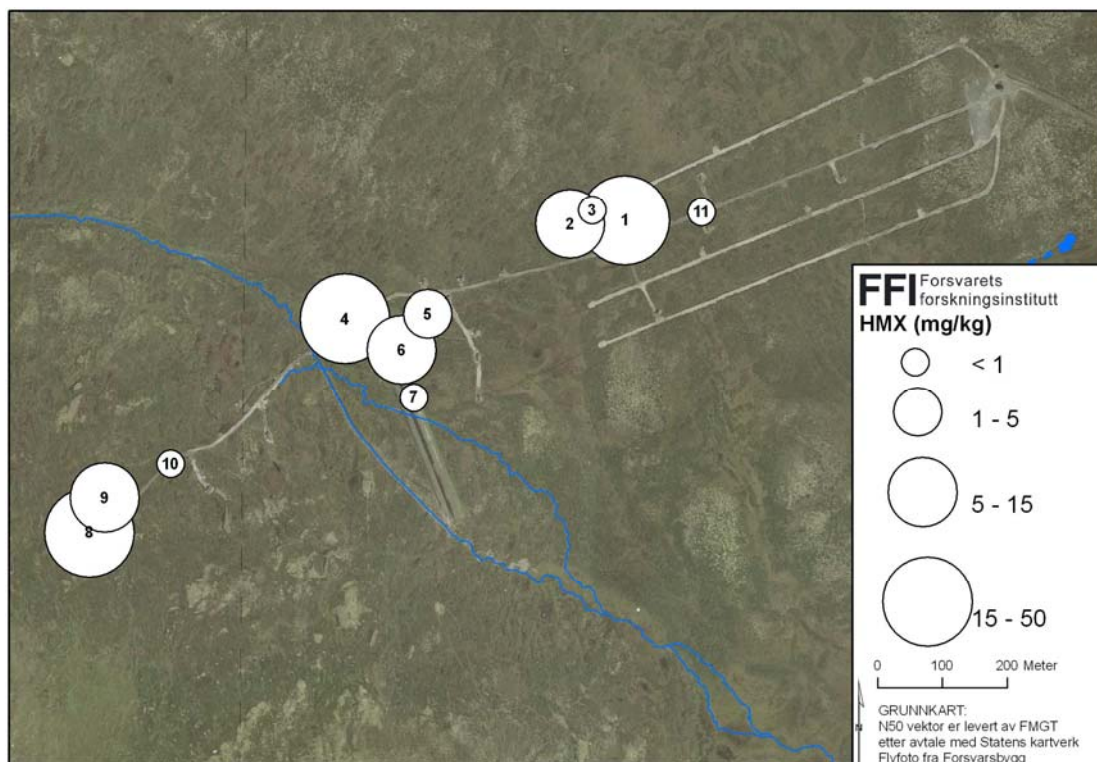 3
2
1
11
5
4
6
7
10
9
8
FFI Forsvarets
forskningsinstitutt
HMX (mg/kg)
< 1
1 - 5
5 - 15
15 - 50
0 100 200 Meter
GRUNNKART:
N N50 vektor er levert av FMGT
etter avtale med Statens kartverk
Flyfoto fra Forsvarsbygg